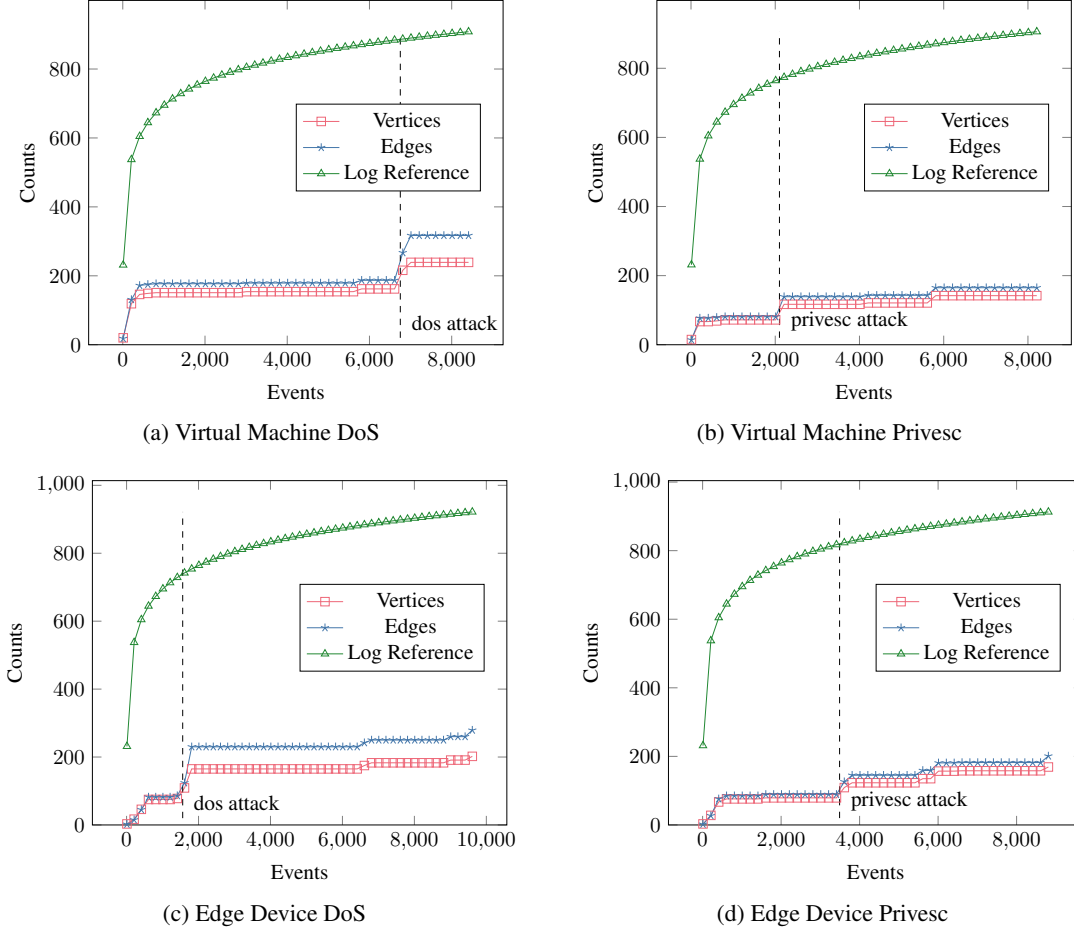 800
600
400
200
0
Counts
Vertices
Edges
Log Reference
dos attack
0 2,000 4,000 6,000 8,000
Events
(a) Virtual Machine DoS
800
600
400
200
0
Counts
Vertices
Edges
Log Reference
privesc attack
0 2,000 4,000 6,000 8,000
Events
(b) Virtual Machine Privesc
1,000
800
600
400
200
0
Counts
Vertices
Edges
Log Reference
dos attack
0 2,000 4,000 6,000 8,000 10,000
Events
(c) Edge Device DoS
1,000
800
600
400
200
0
Counts
Vertices
Edges
Log Reference
privesc attack
0 2,000 4,000 6,000 8,000
Events
(d) Edge Device Privesc